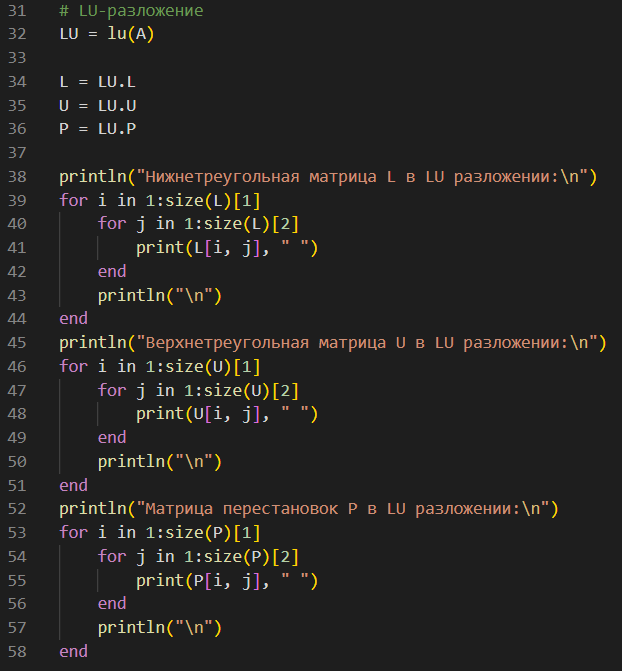 31 # LU-разложение
32 LU = lu(A)
33
34 L = LU.L
35 U = LU.U
36 P = LU.P
37
38 println("Нижнетреугольная матрица L в LU разложении:\n")
39 for i in 1:size(L)[1]
40     for j in 1:size(L)[2]
41         print(L[i, j], " ")
42     end
43     println("\n")
44 end
45 println("Верхнетреугольная матрица U в LU разложении:\n")
46 for i in 1:size(U)[1]
47     for j in 1:size(U)[2]
48         print(U[i, j], " ")
49     end
50     println("\n")
51 end
52 println("Матрица перестановок P в LU разложении:\n")
53 for i in 1:size(P)[1]
54     for j in 1:size(P)[2]
55         print(P[i, j], " ")
56     end
57     println("\n")
58 end